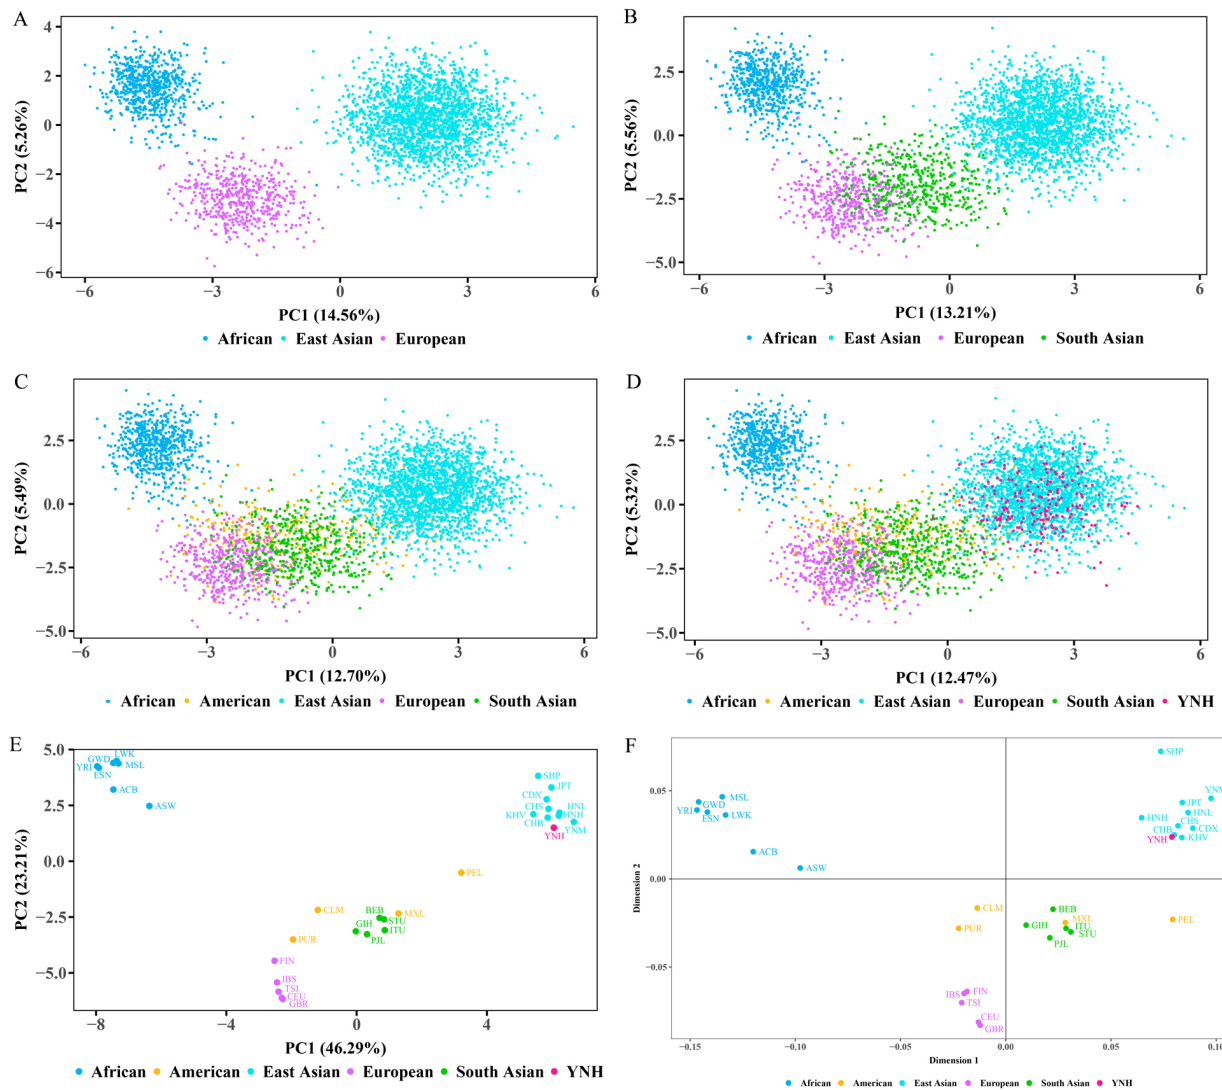 A
PC2 (5.26%)
4
2
0
−2
−4
−6
−6 −3 0 3 6
PC1 (14.56%)
African East Asian European
B
PC2 (5.56%)
2.5
0.0
−2.5
−5.0
−6 −3 0 3 6
PC1 (13.21%)
African East Asian European South Asian
C
PC2 (5.49%)
2.5
0.0
−2.5
−5.0
−6 −3 0 3 6
PC1 (12.70%)
African American East Asian European South Asian
D
PC2 (5.32%)
2.5
0.0
−2.5
−5.0
−6 −3 0 3 6
PC1 (12.47%)
African American East Asian European South Asian YNH
E
PC2 (23.21%)
5.0
2.5
0.0
−2.5
−5.0
LWK
GWD
YRI
MSL
ESN
ACB
ASW
SHP
JPT
CDX
CHS
HNL
KHV
HNH
CHB
YNM
YNH
PEL
CLM
BEB
MXL
STU
GIH
ITU
PJL
PUR
FIN
IBS
TSI
CEU
GBR
−8 −4 0 4
PC1 (46.29%)
African American East Asian European South Asian YNH
F
Dimension 2
0.05
0.00
−0.05
SHP
YNM
MSL
GWD
YRI
ESN
LWK
JPT
HNL
HNH
CHS
CDX
CHB
KHV
YNH
ACB
ASW
CLM
BEB
PUR
GIH
MXL
ITU
STU
PJL
PEL
FIN
IBS
TSI
CEU
GBR
−0.15 −0.10 −0.05 0.00 0.05 0.10
Dimension 1
African American East Asian European South Asian YNH